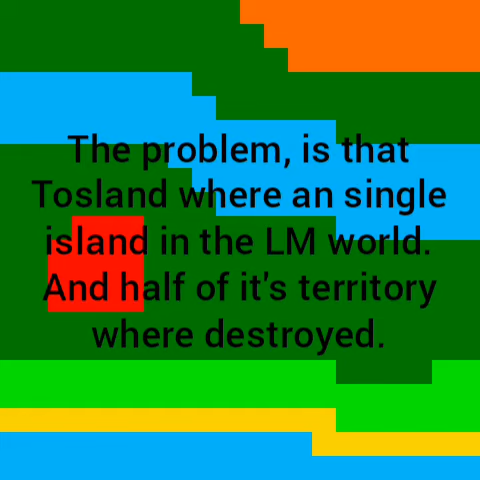 The problem, is that
Tosland where an single
island in the LM world.
And half of it's territory
where destroyed.